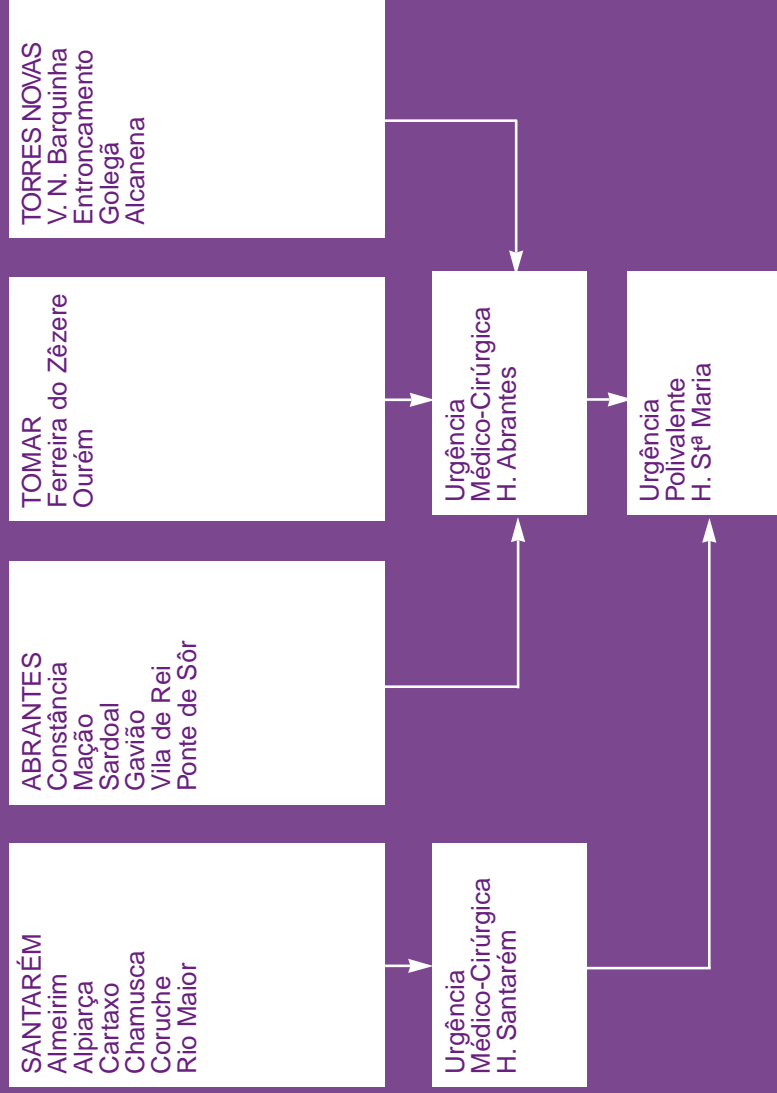 SANTARÉM
Almeirim
Alpiarça
Cartaxo
Chamusca
Coruche
Rio Maior
ABRANTES
Constância
Mação
Sardoal
Gavião
Vila de Rei
Ponte de Sôr
TOMAR
Ferreira do Zêzere
Ourém
TORRES NOVAS
V. N. Barquinha
Entroncamento
Golegã
Alcanena
Urgência
Médico-Cirúrgica
H. Santarém
Urgência
Médico-Cirúrgica
H. Abrantes
Urgência
Polivalente
H. Stª Maria